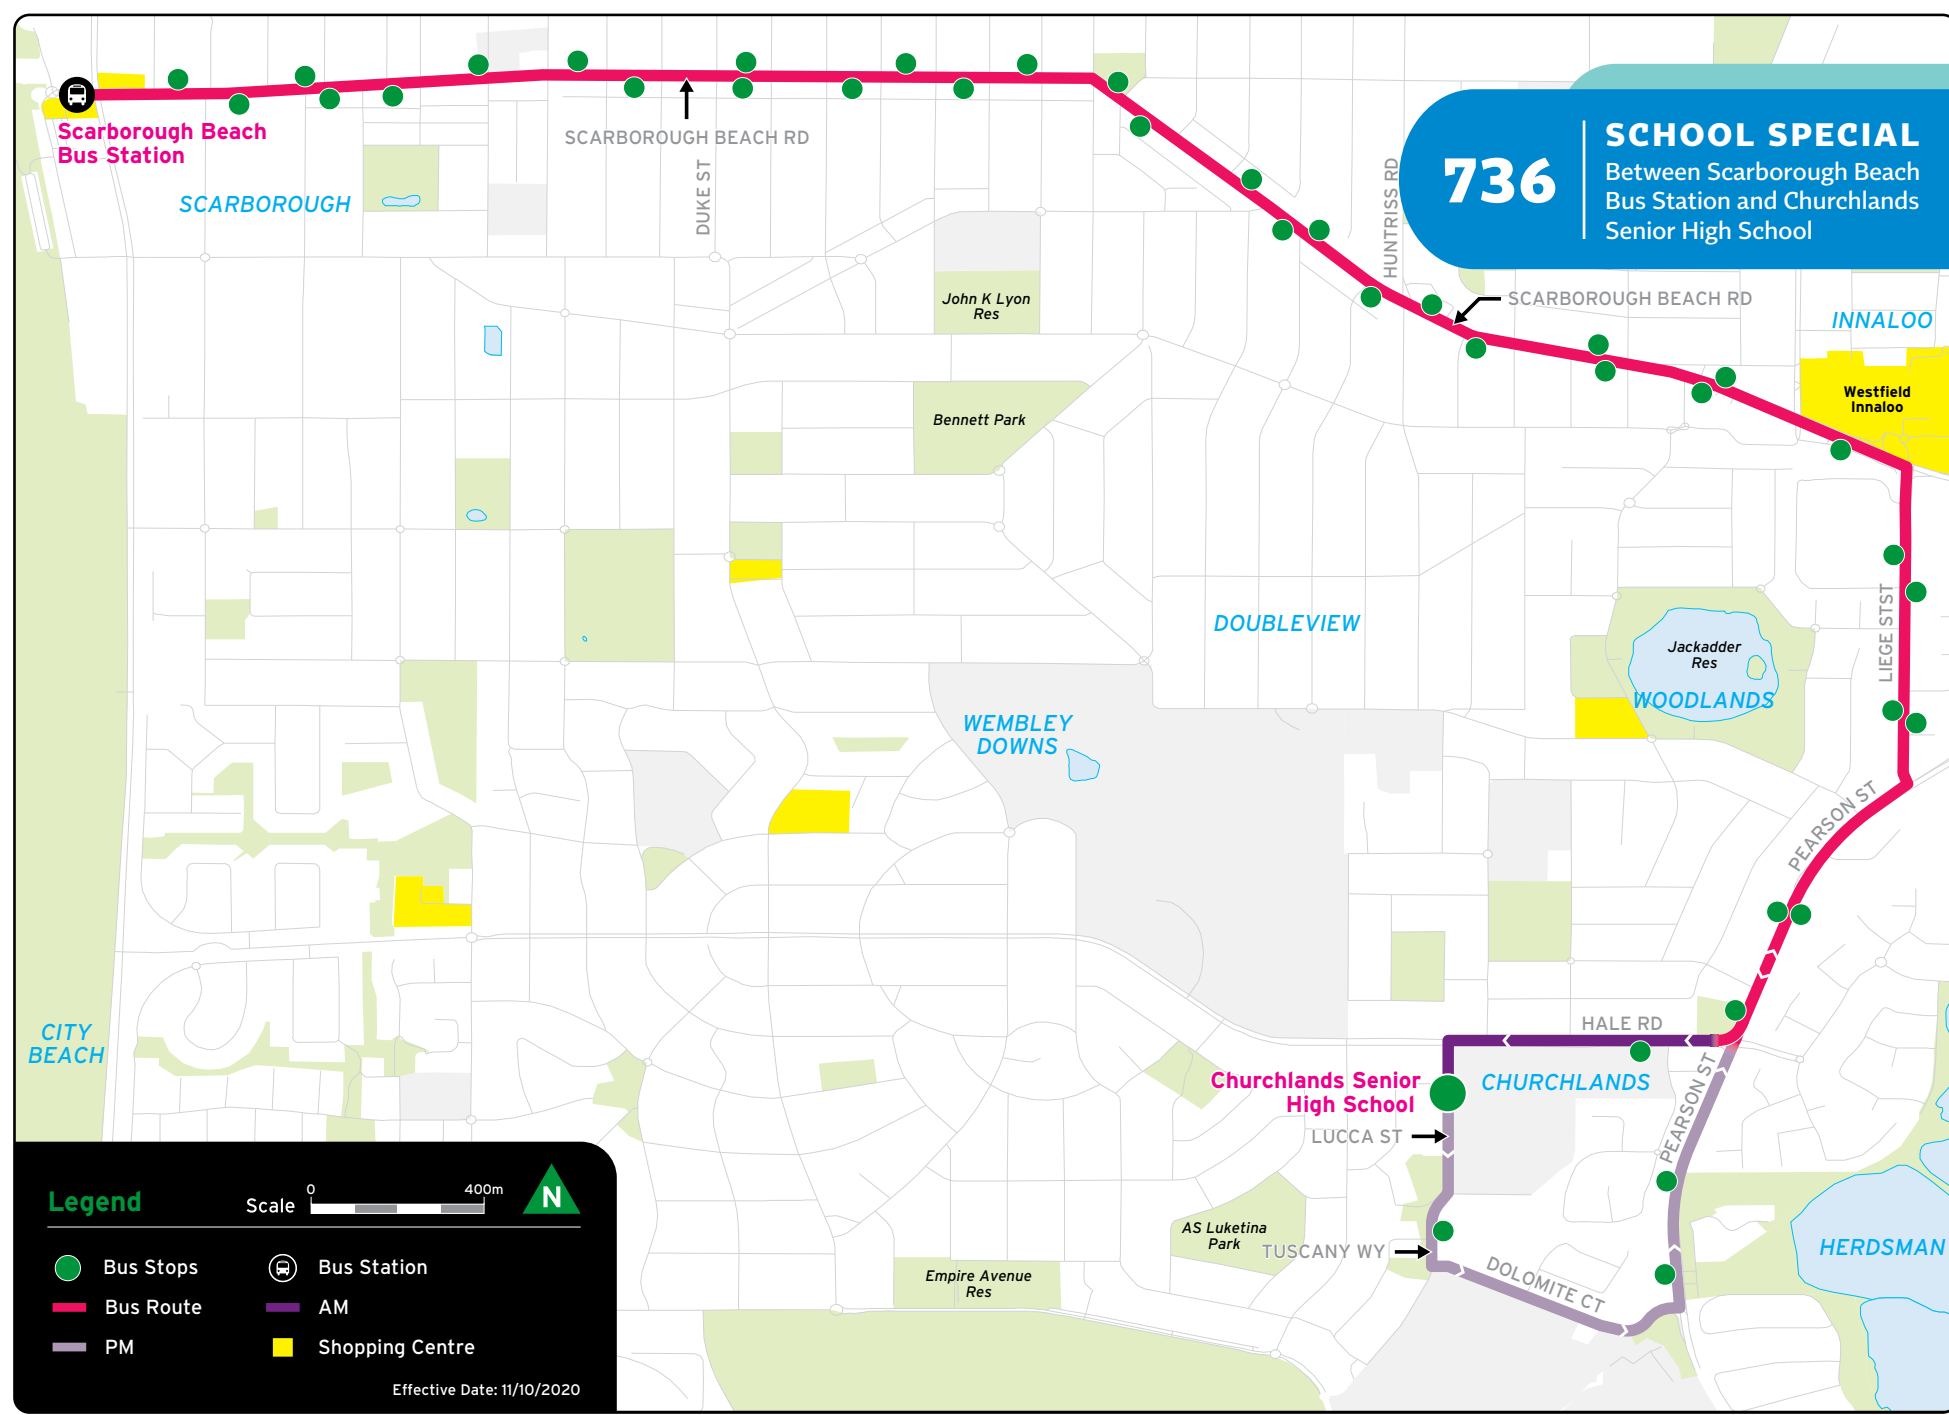 Scarborough Beach
Bus Station
SCARBOROUGH
SCARBOROUGH BEACH RD
DUKE ST
HUNTRISS RD
736
SCHOOL SPECIAL
Between Scarborough Beach
Bus Station and Churchlands
Senior High School
SCARBOROUGH BEACH RD
INNALOO
John K Lyon
Res
Westfield
Innaloo
Bennett Park
DOUBLEVIEW
LIEGE STST
Jackadder
Res
WOODLANDS
WEMBLEY
DOWNS
PEARSON ST
CITY
BEACH
HALE RD
Churchlands Senior
High School
CHURCHLANDS
LUCCA ST
PEARSON ST
AS Luketina
Park
TUSCANY WY
DOLOMITE CT
HERDSMAN
Empire Avenue
Res
Legend
Scale
0
400m
N
Bus Stops
Bus Station
Bus Route
AM
PM
Shopping Centre
Effective Date: 11/10/2020